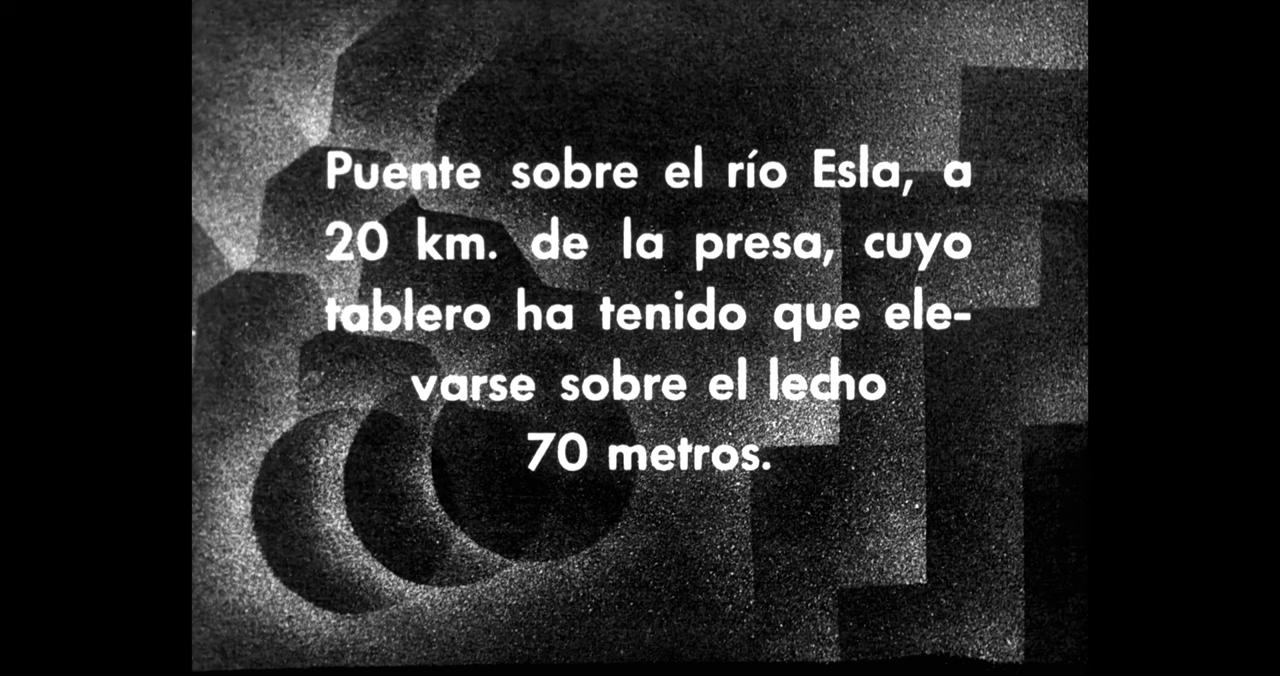 Puente sobre el río Esla, a
20 km. de la presa, cuyo
tablero ha tenido que ele-
varse sobre el lecho
70 metros.